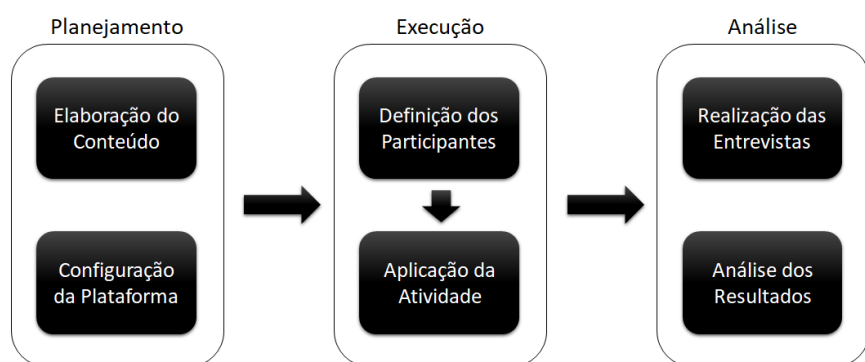 Planejamento
Elaboração do
Conteúdo
Configuração
da Plataforma
Execução
Definição dos
Participantes
Aplicação da
Atividade
Análise
Realização das
Entrevistas
Análise dos
Resultados